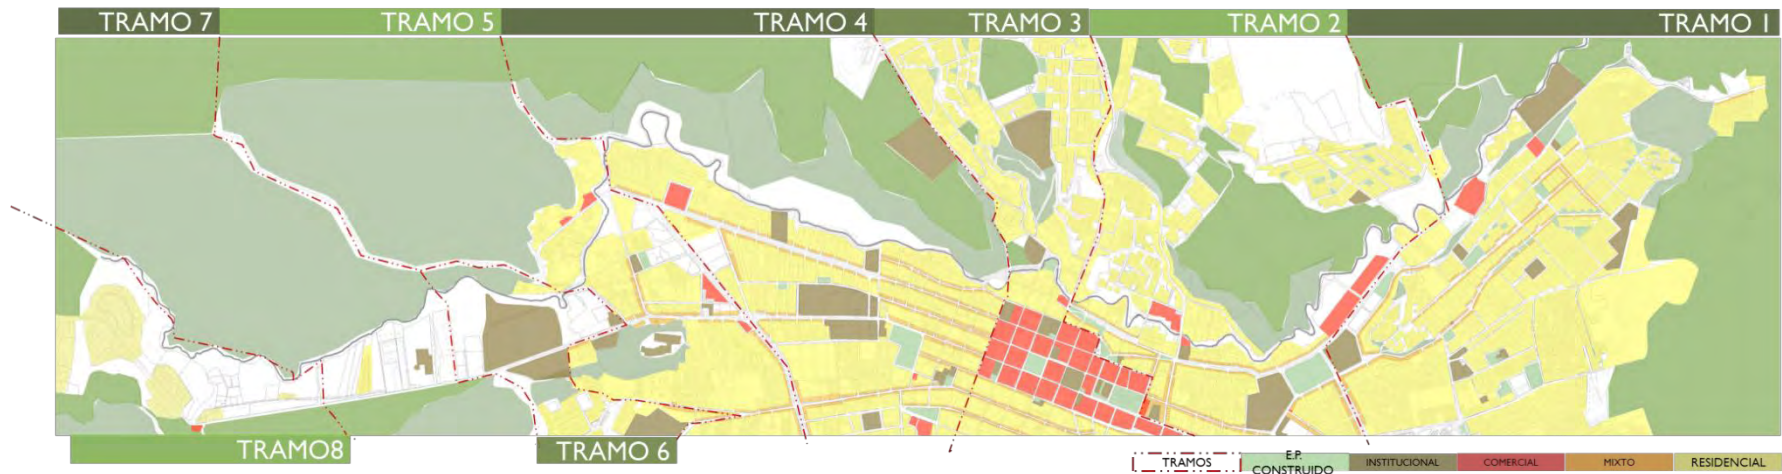 TRAMO 7
TRAMO 5
TRAMO 4
TRAMO 3
TRAMO 2
TRAMO 1
TRAMO8
TRAMO 6
TRAMOS
E.P.
CONSTRUIDO
INSTITUCIONAL
COMERCIAL
MIXTO
RESIDENCIAL